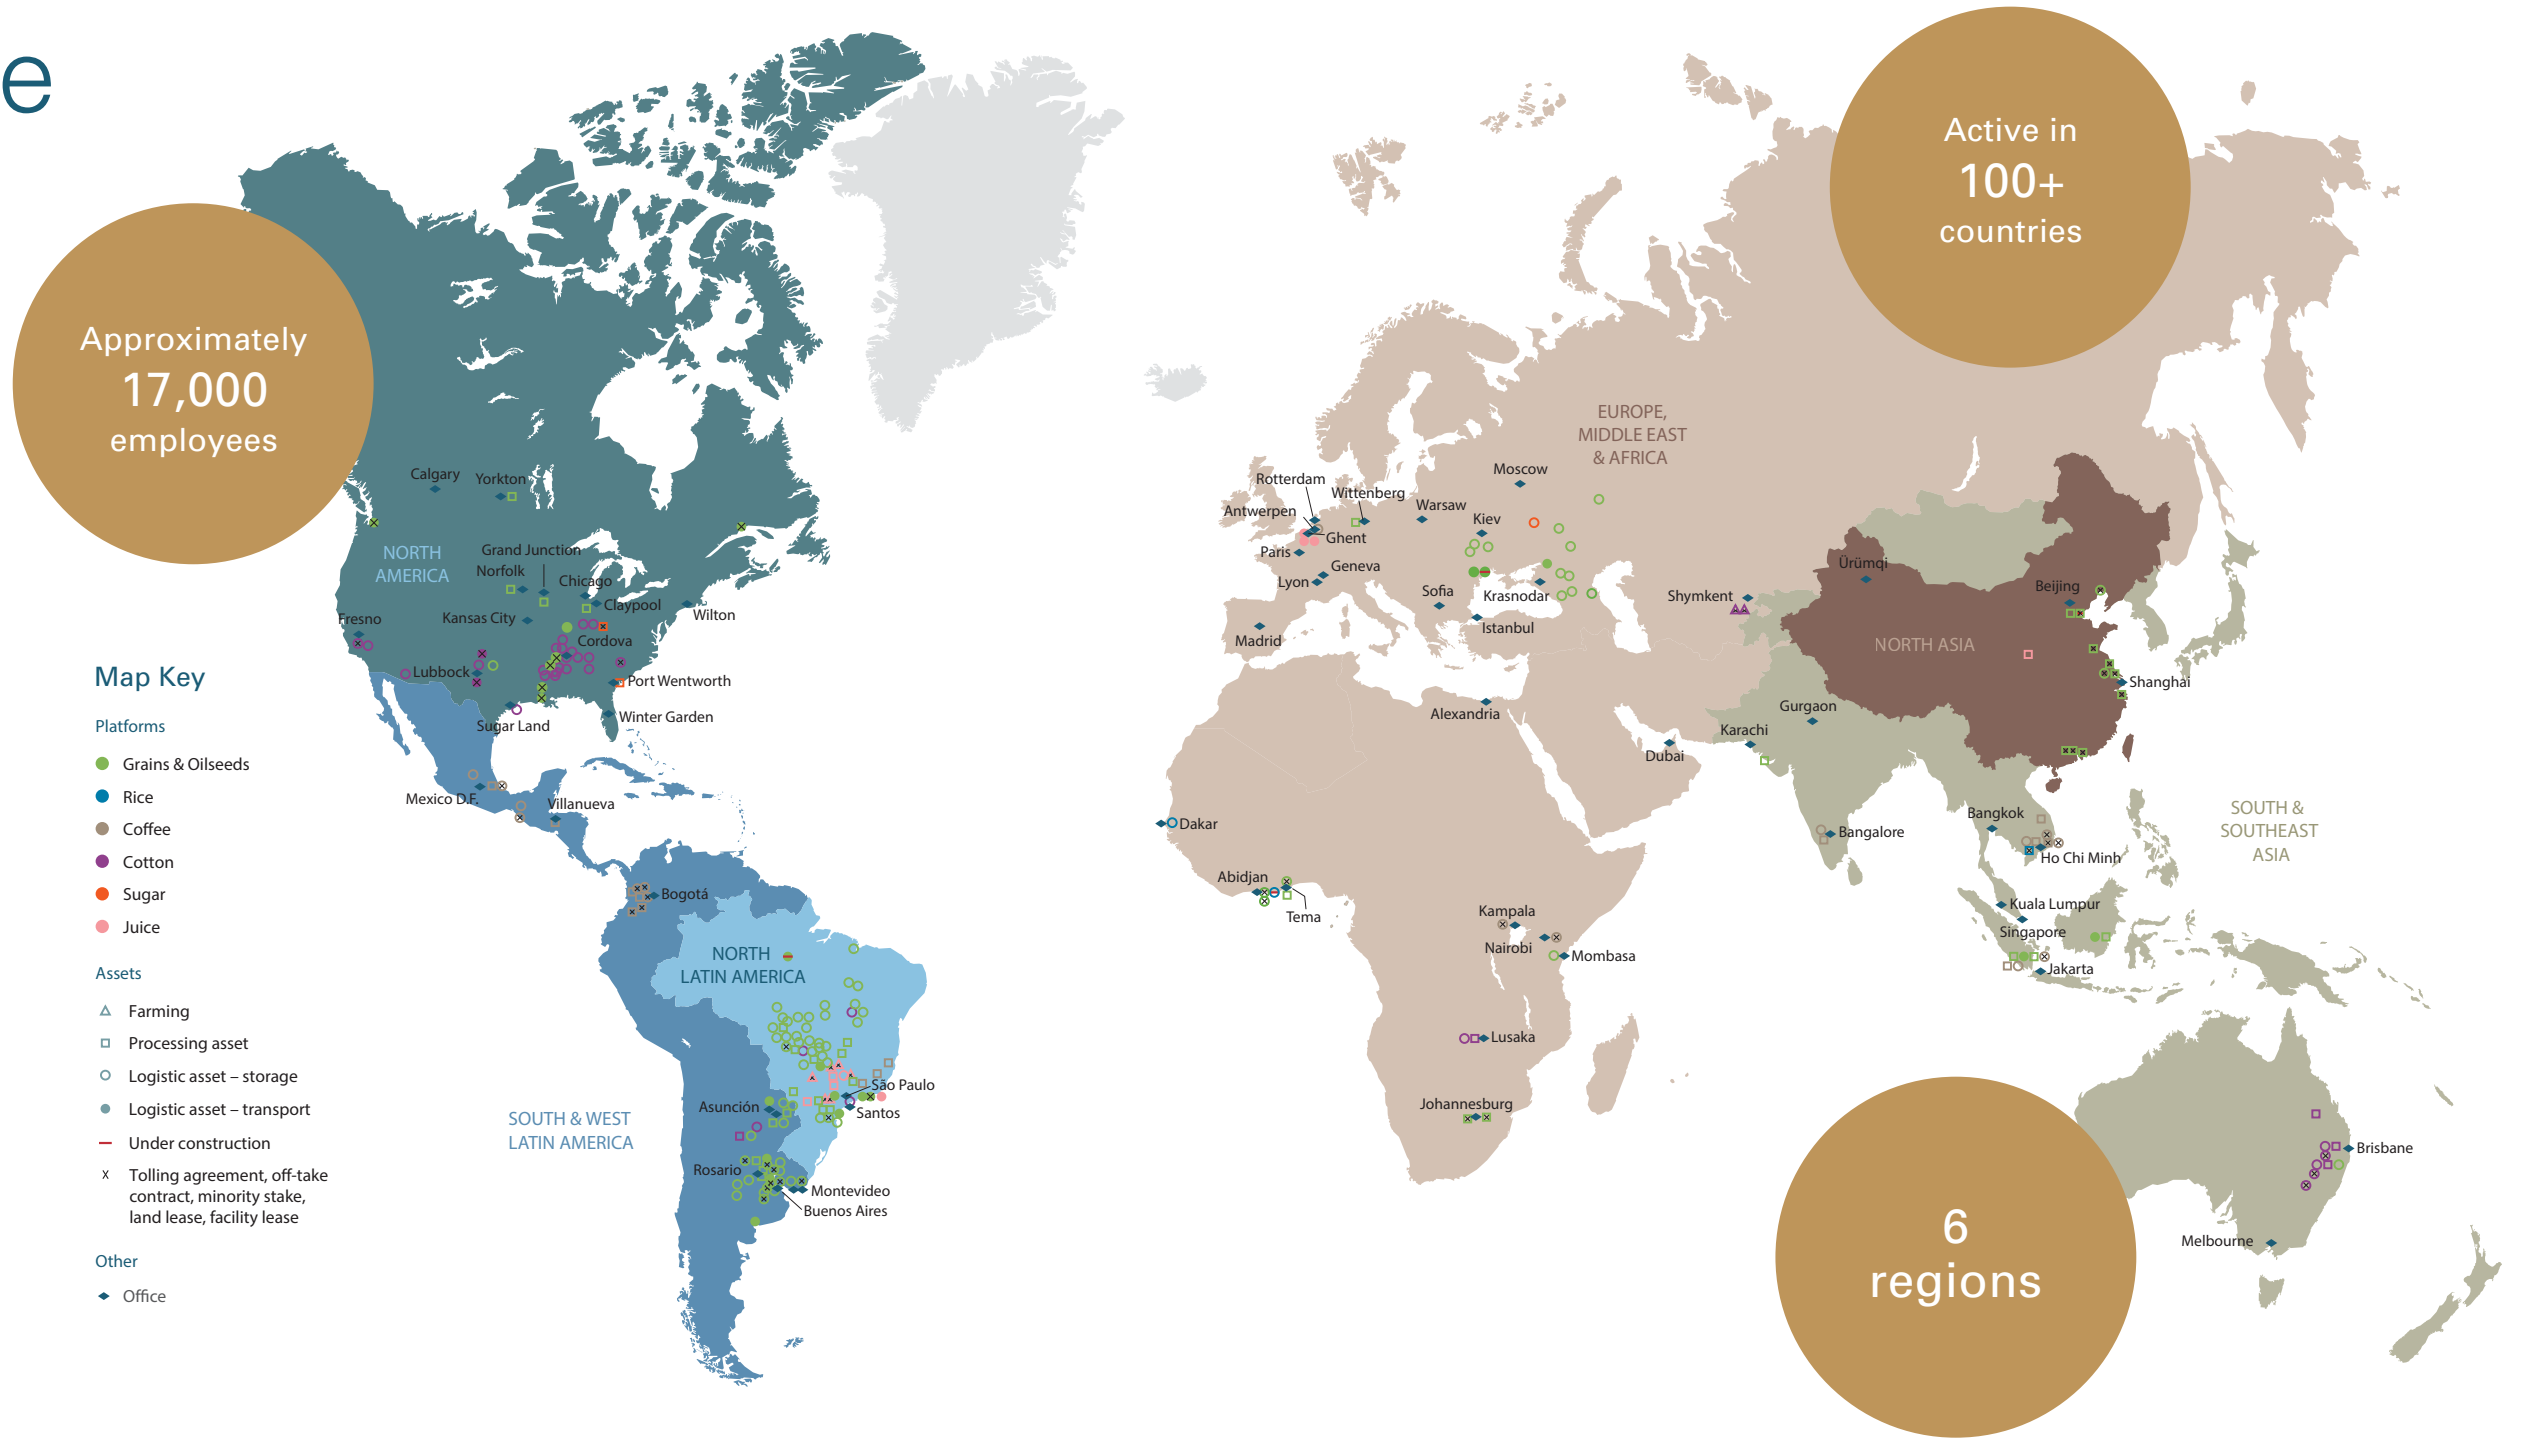 e
Approximately
17,000
employees
Active in
100+
countries
6
regions
Map Key
Platforms
Grains & Oilseeds
Rice
Coffee
Cotton
Sugar
Juice
Assets
Farming
Processing asset
Logistic asset – storage
Logistic asset – transport
Under construction
Tolling agreement, off-take
contract, minority stake,
land lease, facility lease
Other
Office
NORTH
AMERICA
Calgary
Yorkton
Grand Junction
Norfolk
Chicago
Claypool
Kansas City
Wilton
Fresno
Cordova
Lubbock
Port Wentworth
Winter Garden
Sugar Land
Mexico D.F.
Villanueva
Bogotá
NORTH
LATIN AMERICA
SOUTH & WEST
LATIN AMERICA
São Paulo
Santos
Asunción
Rosario
Montevideo
Buenos Aires
EUROPE,
MIDDLE EAST
& AFRICA
Moscow
Rotterdam
Wittenberg
Antwerpen
Warsaw
Kiev
Ghent
Paris
Geneva
Lyon
Sofia
Krasnodar
Istanbul
Madrid
Shymkent
Alexandria
Dubai
Dakar
Abidjan
Tema
Kampala
Nairobi
Mombasa
Lusaka
Johannesburg
NORTH ASIA
Ürümqi
Beijing
Shanghai
Gurgaon
Karachi
Bangalore
Bangkok
Ho Chi Minh
SOUTH &
SOUTHEAST
ASIA
Kuala Lumpur
Singapore
Jakarta
Brisbane
Melbourne